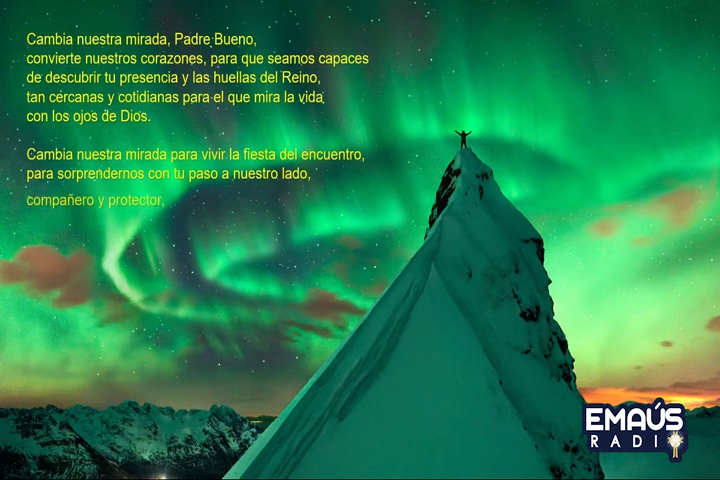 Cambia nuestra mirada, Padre Bueno,
convierte nuestros corazones, para que seamos capaces
de descubrir tu presencia y las huellas del Reino,
tan cercanas y cotidianas para el que mira la vida
con los ojos de Dios.
Cambia nuestra mirada para vivir la fiesta del encuentro,
para sorprendernos con tu paso a nuestro lado,
compañero y protector,
EMAÚS
RADIO